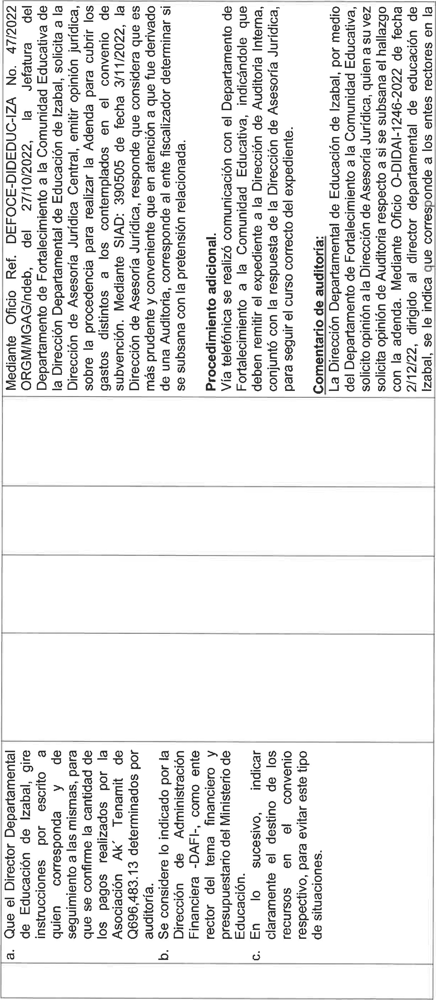 a. Que el Director Departamental
de Educación de Izabal, gire
instrucciones por escrito a
quien corresponda y de
seguimiento a las mismas, para
que se confirme la cantidad de
los pagos realizados por la
Asociación Ak´ Tenamit de
Q696,483.13 determinados por
auditoría.
b. Se considere lo indicado por la
Dirección de Administración
Financiera -DAFI-, como ente
rector del tema financiero y
presupuestario del Ministerio de
Educación.
c. En lo sucesivo, indicar
claramente el destino de los
recursos en el convenio
respectivo, para evitar este tipo
de situaciones.
Mediante Oficio Ref. DEFOCE-DIDEDUC-IZA No. 47/2022
ORGM/MGAG/ndeb, del 27/10/2022, la Jefatura del
Departamento de Fortalecimiento a la Comunidad Educativa de
la Dirección Departamental de Educación de Izabal, solicita a la
Dirección de Asesoría Jurídica Central, emitir opinión jurídica,
sobre la procedencia para realizar la Adenda para cubrir los
gastos distintos a los contemplados en el convenio de
subvención. Mediante SIAD: 390505 de fecha 3/11/2022, la
Dirección de Asesoría Jurídica, responde que considera que es
más prudente y conveniente que en atención a que fue derivado
de una Auditoria, corresponde al ente fiscalizador determinar si
se subsana con la pretensión relacionada.
Procedimiento adicional.
Vía telefónica se realizó comunicación con el Departamento de
Fortalecimiento a la Comunidad Educativa, indicándole que
deben remitir el expediente a la Dirección de Auditoria Interna,
conjuntó con la respuesta de la Dirección de Asesoría Jurídica,
para seguir el curso correcto del expediente.
Comentario de auditoría:
La Dirección Departamental de Educación de Izabal, por medio
del Departamento de Fortalecimiento a la Comunidad Educativa,
solicito opinión a la Dirección de Asesoría Jurídica, quien a su vez
solicita opinión de Auditoria respecto a si se subsana el hallazgo
con la adenda. Mediante Oficio O-DIDAI-1246-2022 de fecha
2/12/22, dirigido al director departamental de educación de
Izabal, se le indica que corresponde a los entes rectores en la